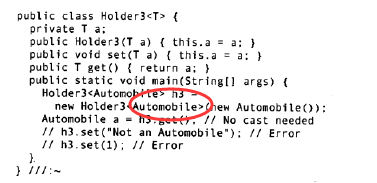 public class Holder3<T> {
private T a;
public Holder3(T a) { this.a = a; }
public void set(T a) { this.a = a; }
public T get() { return a; }
public static void main(String[] args) {
Holder3<Automobile> h3 =
new Holder3<Automobile>(new Automobile());
Automobile a = h3.get(); // No cast needed
// h3.set("Not an Automobile"); // Error
// h3.set(1); // Error
}
} ///:~